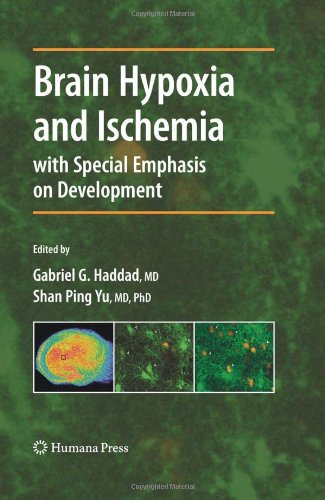 Brain Hypoxia
and Ischemia
with Special Emphasis
on Development
Edited by
Gabriel G. Haddad, MD
Shan Ping Yu, MD, PhD
Humana Press